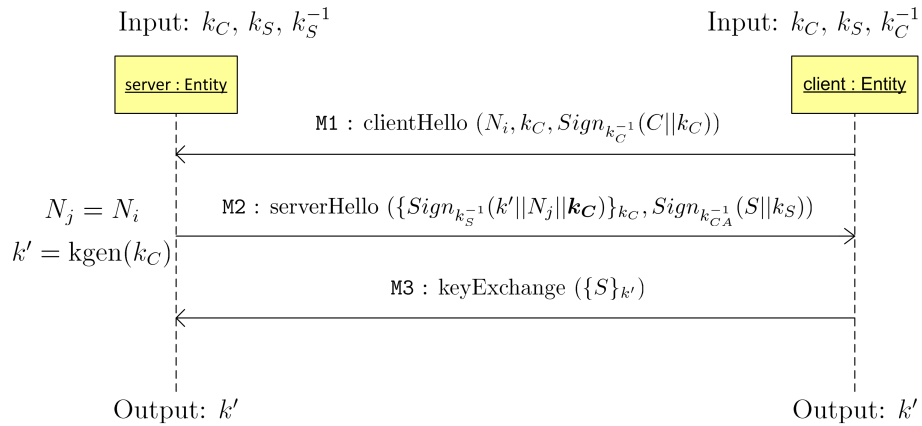 Input: $k_C$, $k_S$, $k_S^{-1}$
Input: $k_C$, $k_S$, $k_C^{-1}$
server : Entity
client : Entity
M1 : clientHello $(N_i, k_C, Sign_{k_C^{-1}}(C||k_C))$
$N_j = N_i$
$k' = \mathrm{kgen}(k_C)$
M2 : serverHello $(\{Sign_{k_S^{-1}}(k'||N_j||\boldsymbol{k_C})\}_{k_C}, Sign_{k_{CA}^{-1}}(S||k_S))$
M3 : keyExchange $(\{S\}_{k'})$
Output: $k'$
Output: $k'$